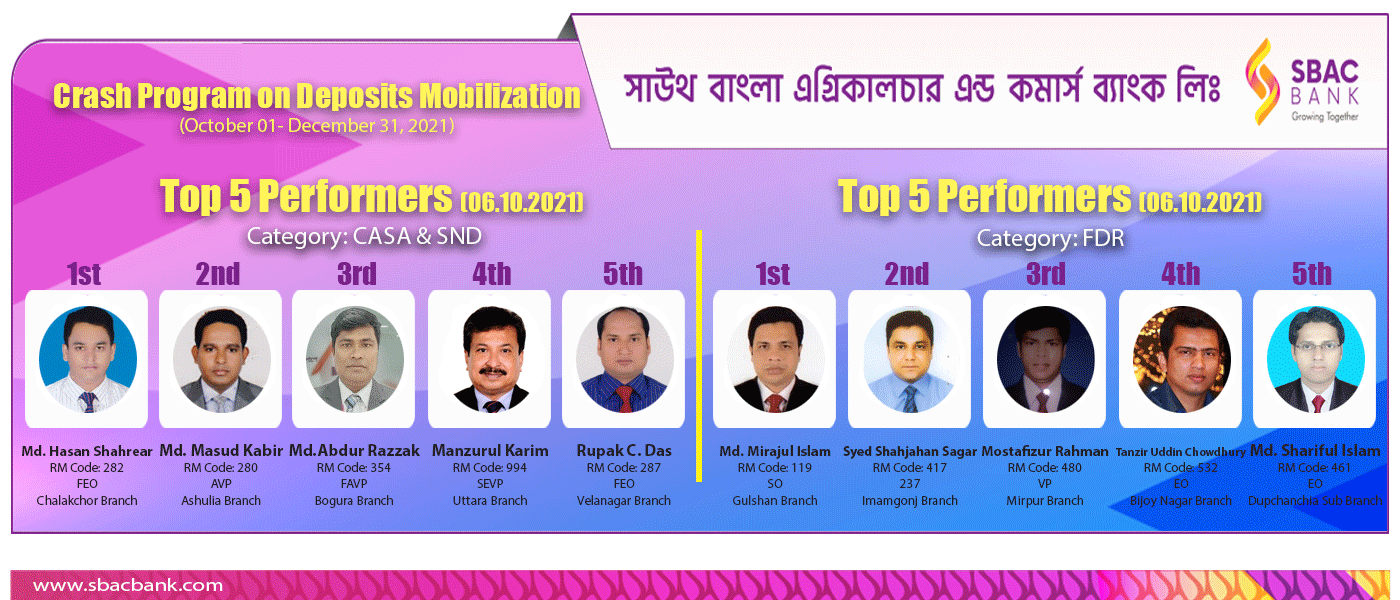 Crash Program on Deposits Mobilization
(October 01- December 31, 2021)
সাউথ বাংলা এগ্রিকালচার এন্ড কমার্স ব্যাংক লিঃ
SBAC
BANK
Growing Together
Top 5 Performers (06.10.2021)
Category: CASA & SND
1st
2nd
3rd
4th
5th
Md. Hasan Shahrear
RM Code: 282
FEO
Chalakchor Branch
Md. Masud Kabir
RM Code: 280
AVP
Ashulia Branch
Md.Abdur Razzak
RM Code: 354
FAVP
Bogura Branch
Manzurul Karim
RM Code: 994
SEVP
Uttara Branch
Rupak C. Das
RM Code: 287
FEO
Velanagar Branch
Top 5 Performers (06.10.2021)
Category: FDR
1st
2nd
3rd
4th
5th
Md. Mirajul Islam
RM Code: 119
SO
Gulshan Branch
Syed Shahjahan Sagar
RM Code: 417
237
Imamgonj Branch
Mostafizur Rahman
RM Code: 480
VP
Mirpur Branch
Tanzir Uddin Chowdhury
RM Code: 532
EO
Bijoy Nagar Branch
Md. Shariful Islam
RM Code: 461
EO
Dupchanchia Sub Branch
www.sbacbank.com